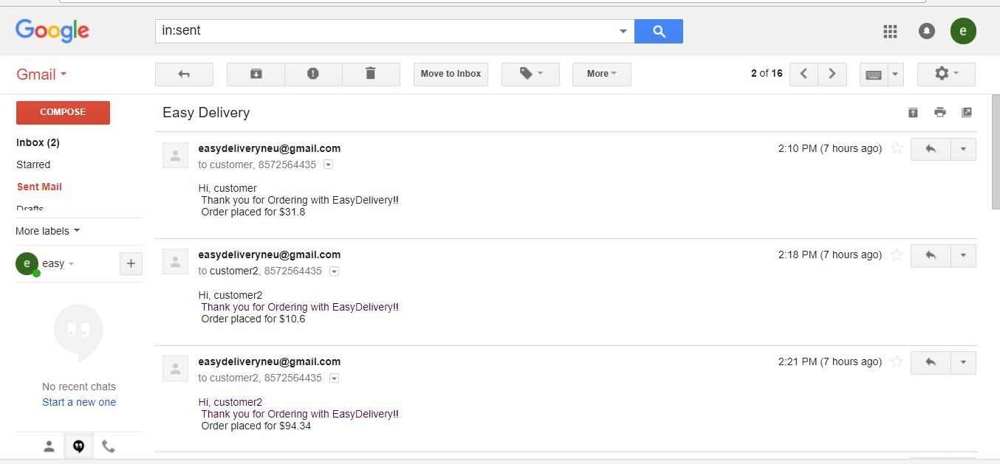 Google
in:sent
e
Gmail
Move to Inbox
More
2 of 16
COMPOSE
Inbox (2)
Starred
Sent Mail
Drafts
More labels
e easy
+
No recent chats
Start a new one
Easy Delivery
easydeliveryneu@gmail.com 2:10 PM (7 hours ago)
to customer, 8572564435
Hi, customer
Thank you for Ordering with EasyDelivery!!
Order placed for $31.8
easydeliveryneu@gmail.com 2:18 PM (7 hours ago)
to customer2, 8572564435
Hi, customer2
Thank you for Ordering with EasyDelivery!!
Order placed for $10.6
easydeliveryneu@gmail.com 2:21 PM (7 hours ago)
to customer2, 8572564435
Hi, customer2
Thank you for Ordering with EasyDelivery!!
Order placed for $94.34